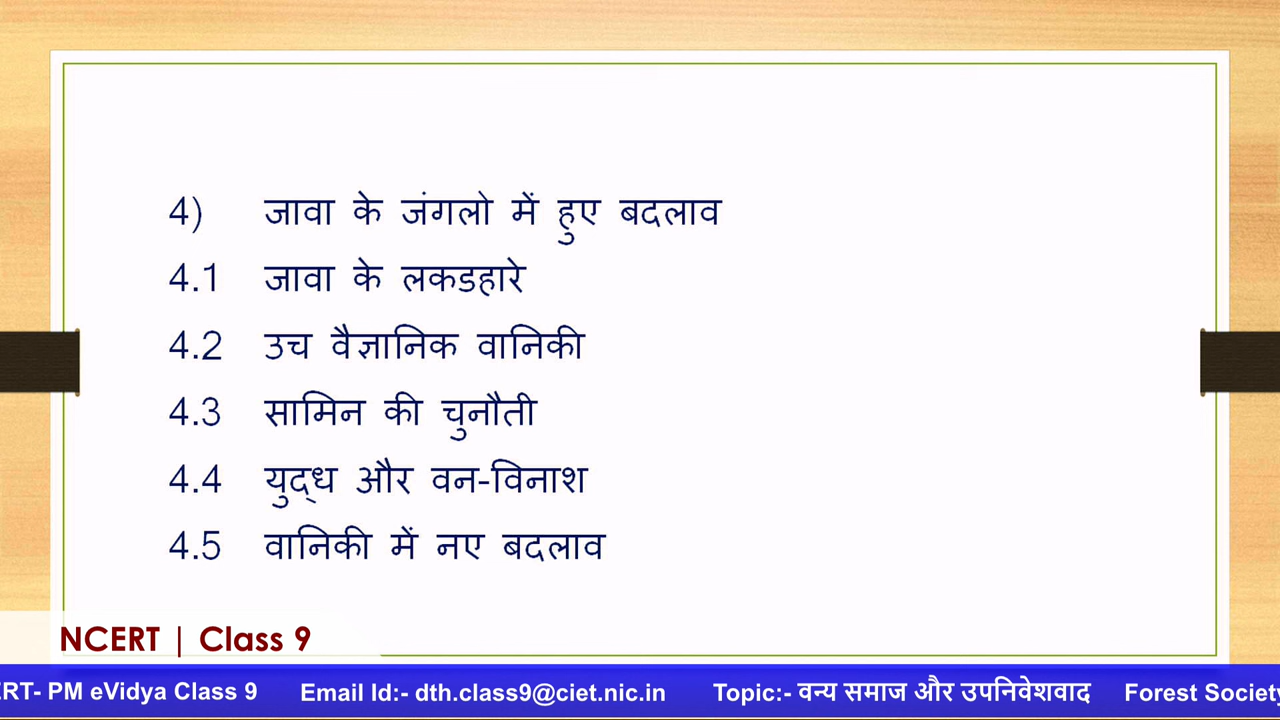 4) जावा के जंगलो में हुए बदलाव
4.1 जावा के लकडहारे
4.2 उच वैज्ञानिक वानिकी
4.3 सामिन की चुनौती
4.4 युद्ध और वन-विनाश
4.5 वानिकी में नए बदलाव
NCERT | Class 9
ERT- PM eVidya Class 9 Email Id:- dth.class9@ciet.nic.in Topic:- वन्य समाज और उपनिवेशवाद Forest Society